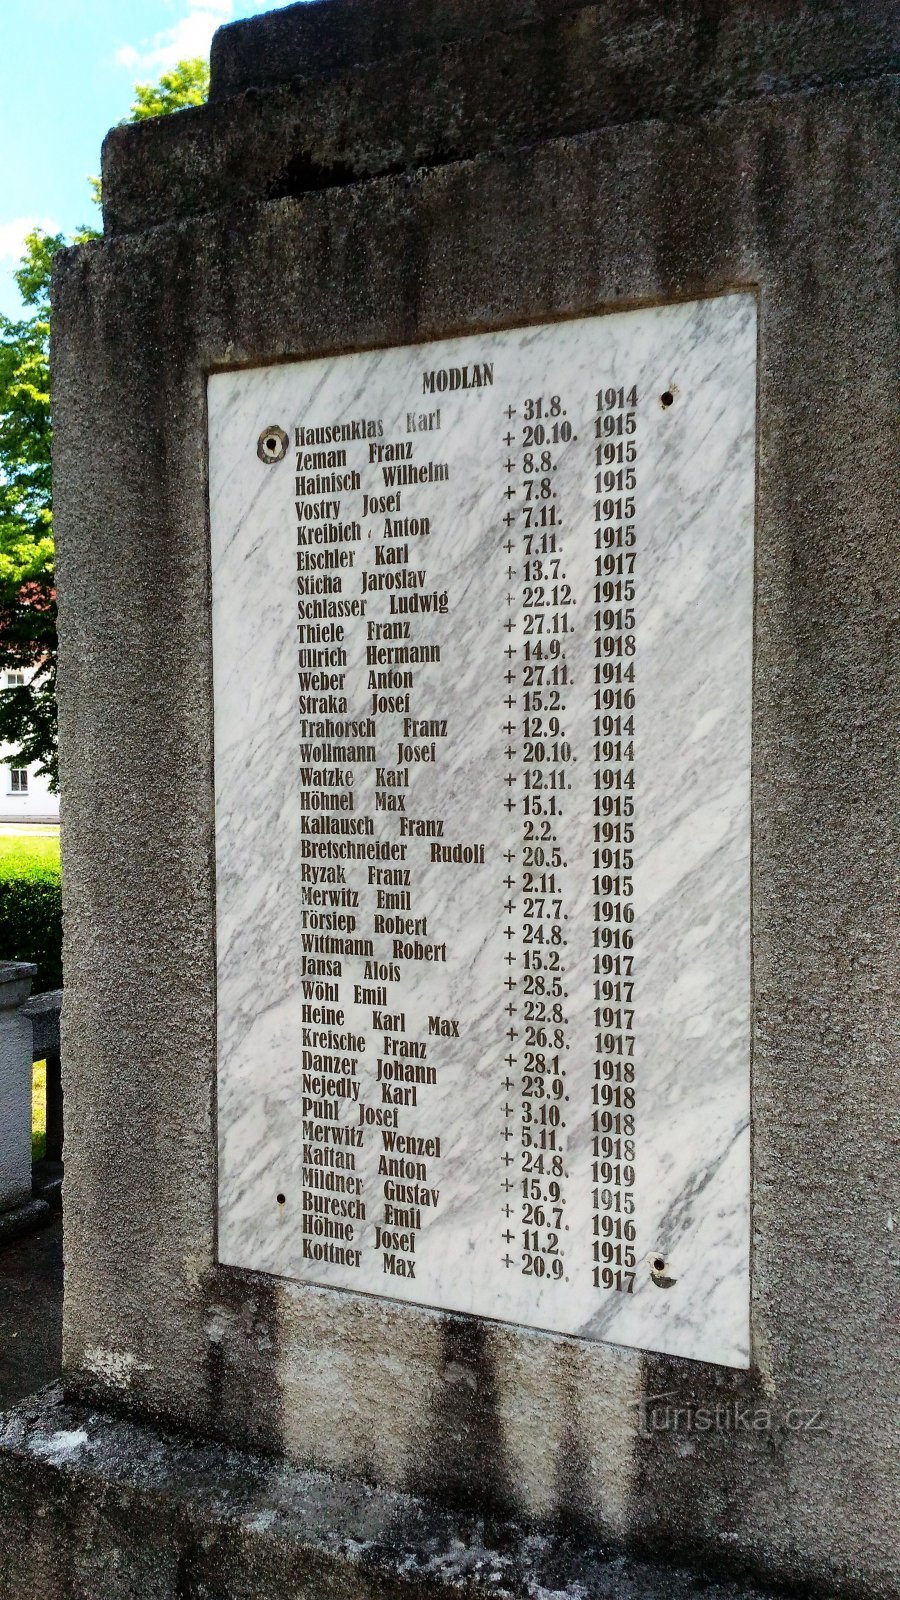 MODLAN
Hausenklas Karl + 31.8. 1914
Zeman Franz + 20.10. 1915
Hainisch Wilhelm + 8.8. 1915
Vostry Josef + 7.8. 1915
Kreibich Anton + 7.11. 1915
Eischler Karl + 7.11. 1915
Sticha Jaroslav + 13.7. 1917
Schlasser Ludwig + 22.12. 1915
Thiele Franz + 27.11. 1915
Ullrich Hermann + 14.9. 1918
Weber Anton + 27.11. 1914
Straka Josef + 15.2. 1916
Trahorsch Franz + 12.9. 1914
Wollmann Josef + 20.10. 1914
Watzke Karl + 12.11. 1914
Höhnel Max + 15.1. 1915
Kallausch Franz 2.2. 1915
Bretschneider Rudolf + 20.5. 1915
Ryzak Franz + 2.11. 1915
Merwitz Emil + 27.7. 1916
Törsiep Robert + 24.8. 1916
Wittmann Robert + 15.2. 1917
Jansa Alois + 28.5. 1917
Wöhl Emil + 22.8. 1917
Heine Karl Max + 26.8. 1917
Kreische Franz + 28.1. 1918
Danzer Johann + 23.9. 1918
Nejedly Karl + 3.10. 1918
Puhl Josef + 5.11. 1918
Merwitz Wenzel + 24.8. 1919
Kaftan Anton + 15.9. 1915
Mildner Gustav + 26.7. 1916
Buresch Emil + 11.2. 1915
Höhne Josef + 20.9. 1917
Kottner Max
Turistika.cz